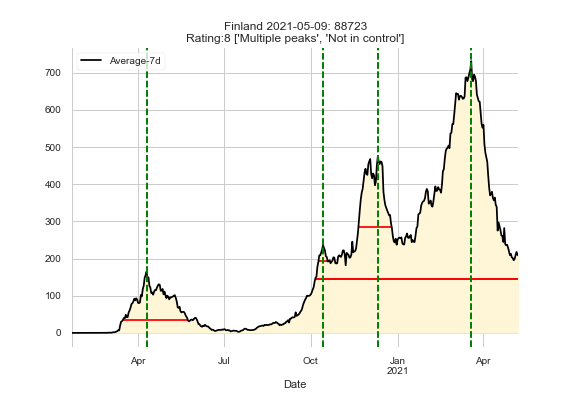 Finland 2021-05-09: 88723
Rating:8 ['Multiple peaks', 'Not in control']
Average-7d
700
600
500
400
300
200
100
0
Apr
Jul
Oct
Jan
2021
Apr
Date